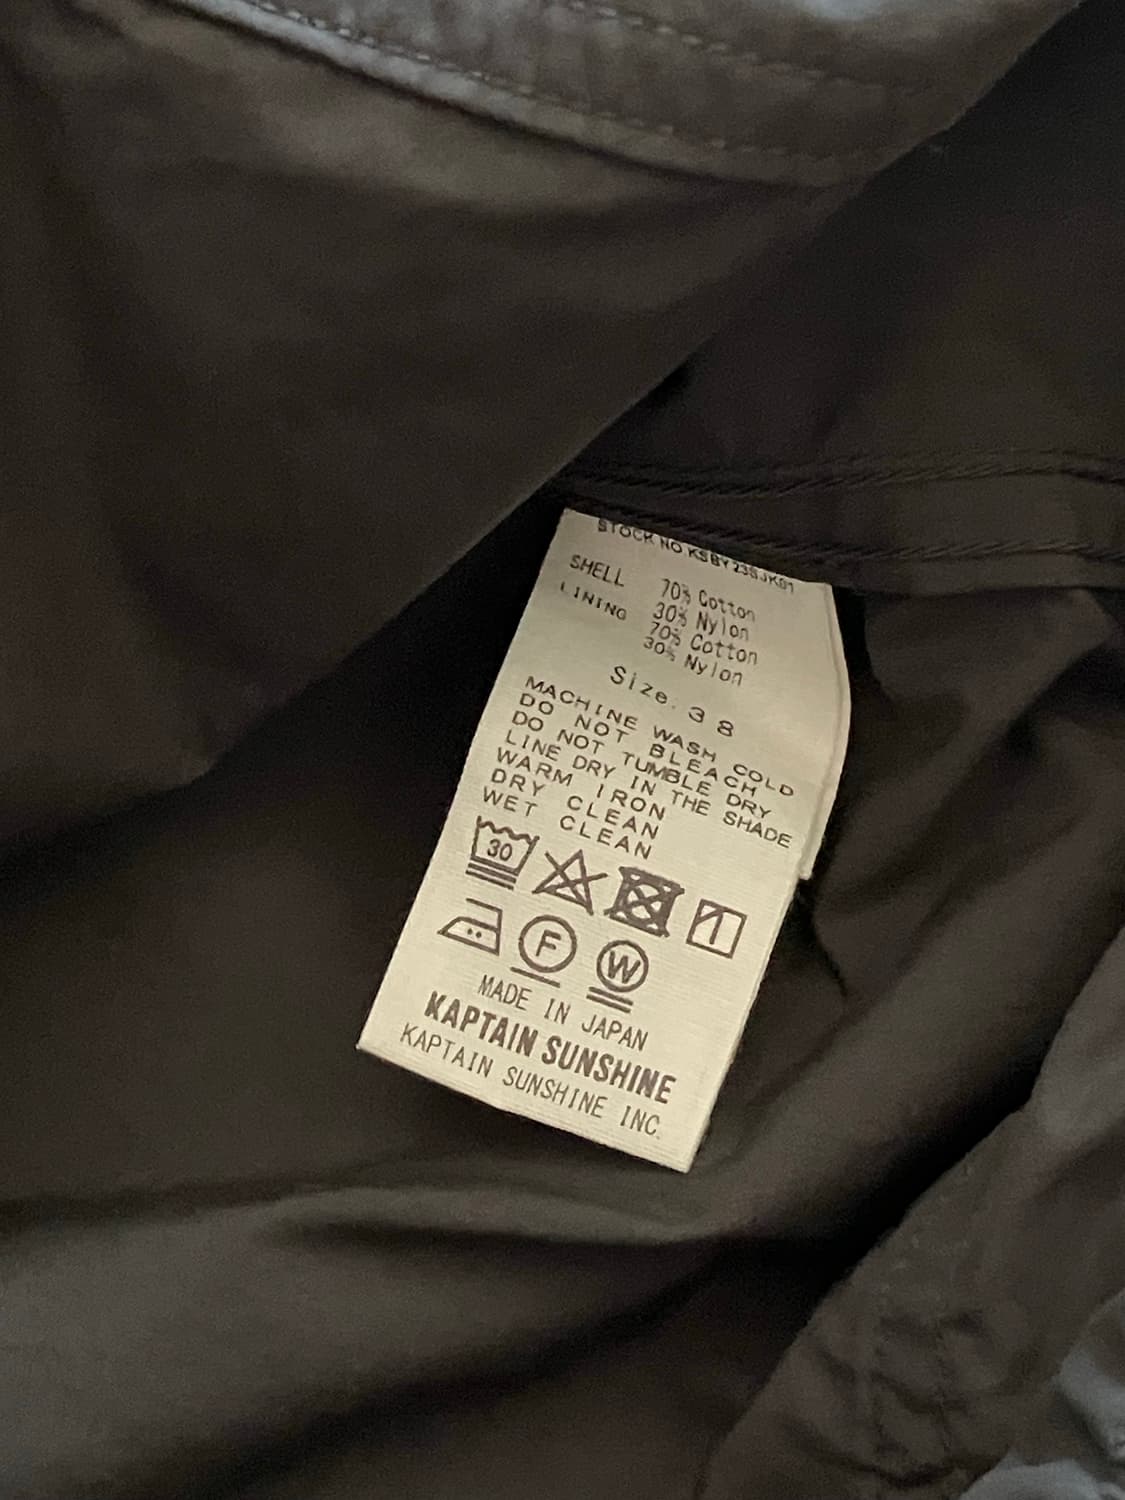 STOCK NO KSBY23SJK01
SHELL 70% Cotton
30% Nylon
LINING 70% Cotton
30% Nylon
Size. 38
MACHINE WASH COLD
DO NOT BLEACH
DO NOT TUMBLE DRY
LINE DRY IN THE SHADE
WARM IRON
DRY CLEAN
WET CLEAN
30
F W
MADE IN JAPAN
KAPTAIN SUNSHINE
KAPTAIN SUNSHINE INC.